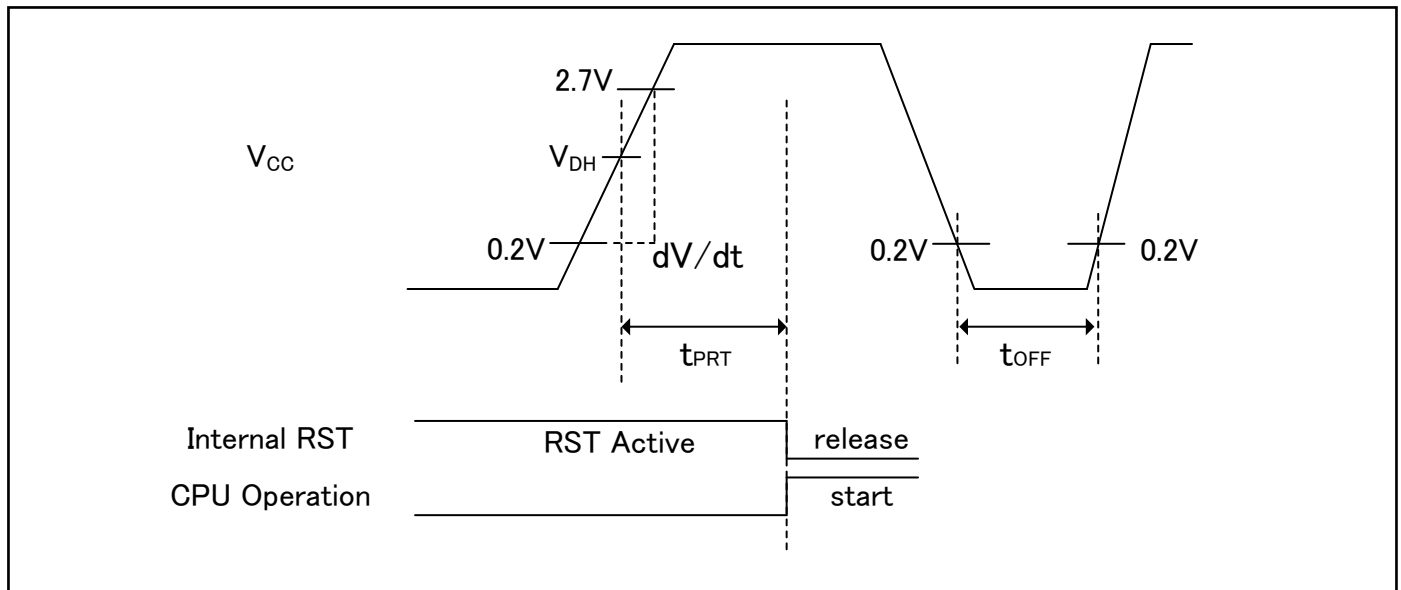 2.7V
VCC
VDH
0.2V
dV/dt
0.2V
0.2V
tPRT
tOFF
Internal RST
RST Active
release
CPU Operation
start